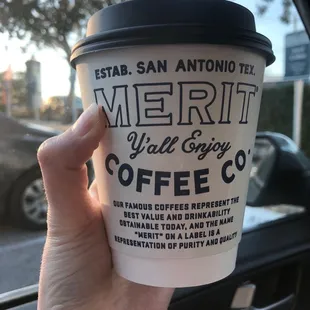 ESTAB. SAN ANTONIO TEX.
MERIT
Y'all Enjoy
COFFEE CO.
OUR FAMOUS COFFEES REPRESENT THE
BEST VALUE AND DRINKABILITY
OBTAINABLE TODAY, AND THE NAME
"MERIT" ON A LABEL IS A
REPRESENTATION OF PURITY AND QUALITY